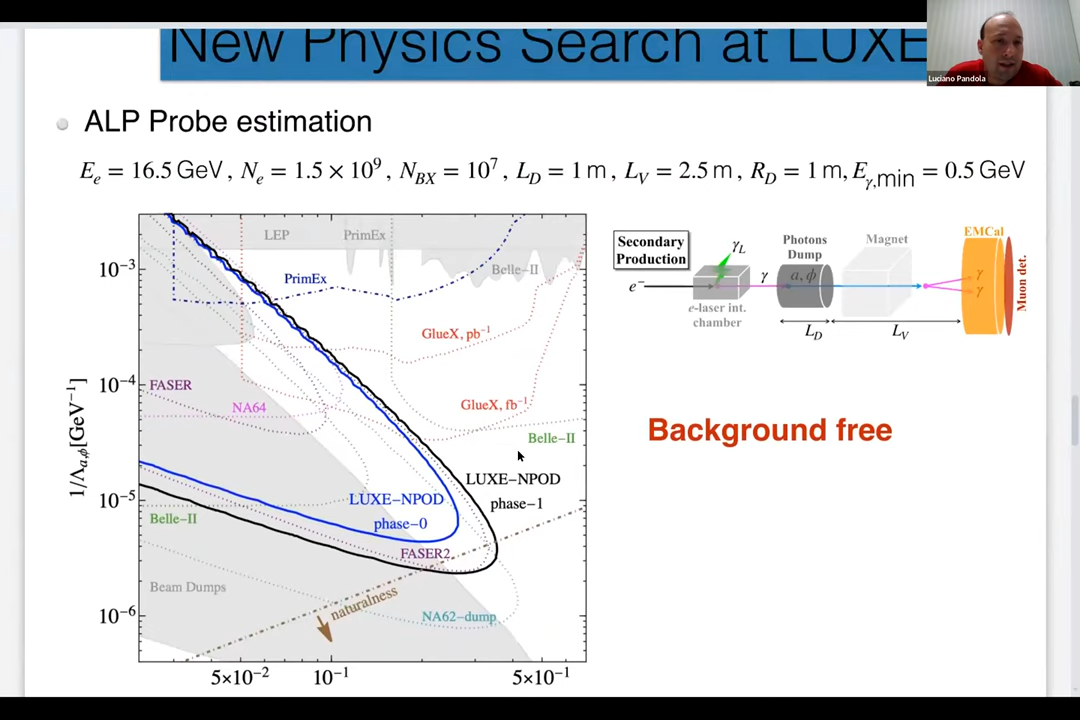 New Physics Search at LUXE
Luciano Pandola
ALP Probe estimation
E_e = 16.5 GeV , N_e = 1.5 × 10^9 , N_BX = 10^7 , L_D = 1 m , L_V = 2.5 m , R_D = 1 m, E_γ,min = 0.5 GeV
LEP
PrimEx
Belle−II
PrimEx
GlueX, pb^-1
FASER
NA64
GlueX, fb^-1
Belle−II
LUXE−NPOD
phase−1
LUXE−NPOD
phase−0
Belle−II
FASER2
Beam Dumps
naturalness
NA62−dump
10^-3
10^-4
10^-5
10^-6
1/Λ_a,ϕ[GeV^-1]
5×10^-2
10^-1
5×10^-1
Secondary
Production
e^-
γ_L
e-laser int.
chamber
γ
Photons
Dump
a, ϕ
Magnet
EMCal
γ
γ
Muon det.
L_D
L_V
Background free